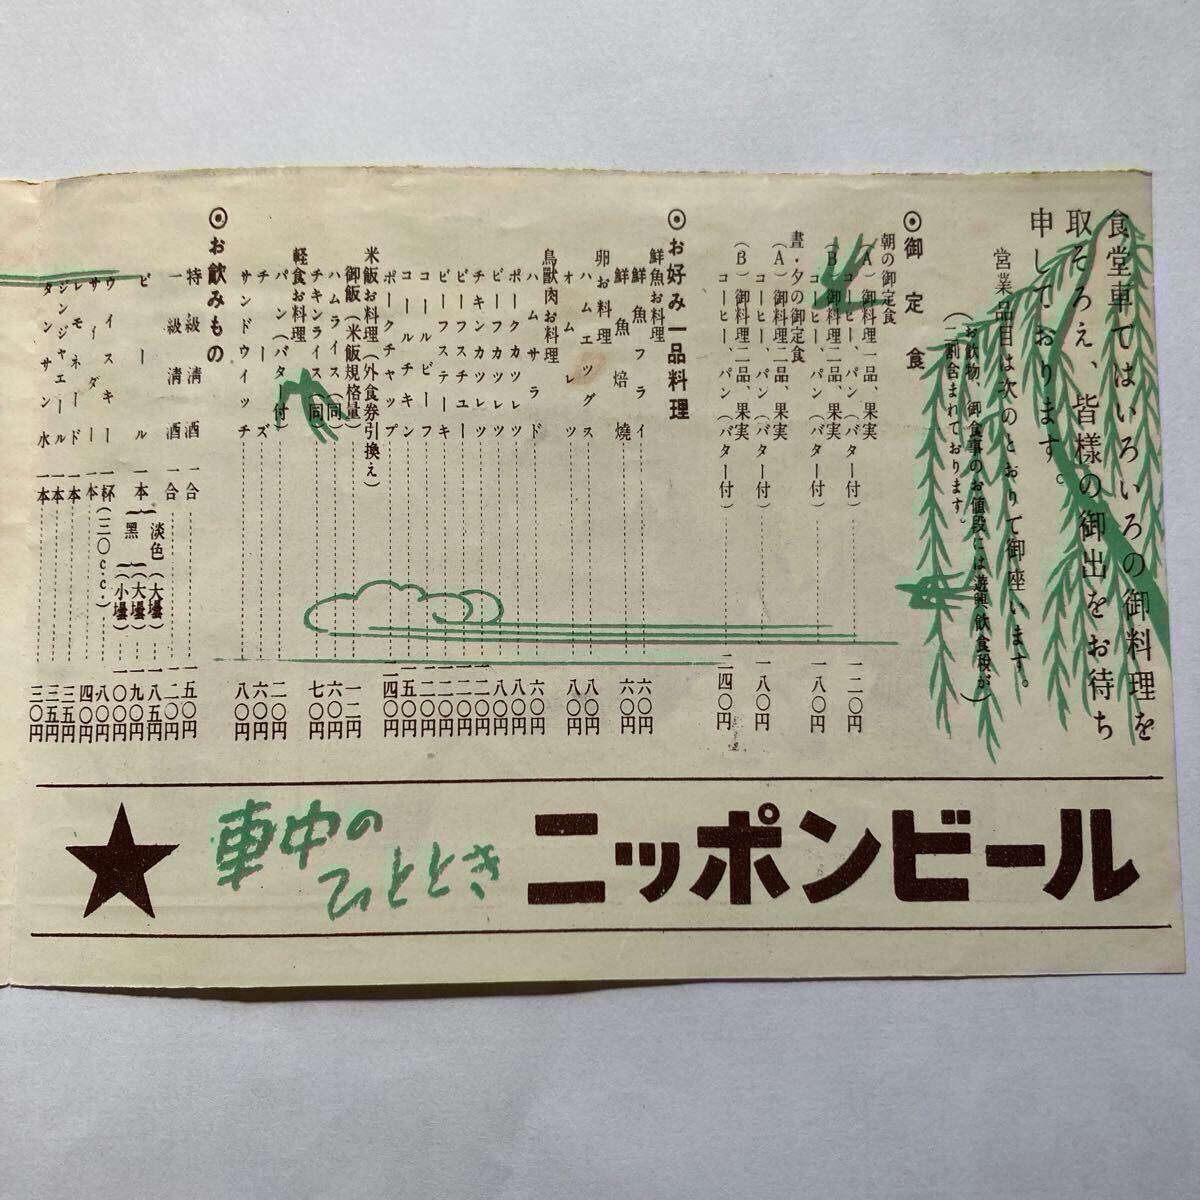 食堂車ではいろいろの御料理を
取そろえ、皆様の御出をお待ち
申しております。
営業品目は次のとおりで御座います。
(お飲物、御食事のお値段には遊興飲食税が
二割含まれております。)
◉御定食
朝の御定食
(A)御料理一品、果実
コーヒー、パン(バター付) 一二〇円
(B)御料理二品、果実
コーヒー、パン(バター付) 一八〇円
晝・夕の御定食
(A)御料理二品、果実
コーヒー、パン(バター付) 一八〇円
(B)御料理三品、果実
コーヒー、パン(バター付) 二四〇円
◉お好み一品料理
鮮魚お料理
鮮魚フライ 六〇円
鮮魚焙燒 六〇円
卵お料理
ハムエッグス 八〇円
オムレツ 八〇円
鳥獣肉お料理
ハムサラド 六〇円
ポークカツレツ 八〇円
ビーフカツレツ 八〇円
チキンカツレツ 一二〇円
ビーフシチユー 一二〇円
ビーフステーキ 一二〇円
コールビーフ 一二〇円
コールチキン 一五〇円
ポークチャップ 一四〇円
米飯お料理(外食券引換え)
御飯(米飯規格量) 一二円
ハムライス(同) 六〇円
チキンライス(同) 七〇円
軽食お料理
パン(バター付) 二〇円
チーズ 六〇円
サンドウイッチ 八〇円
◉お飲みもの
特級清酒 一合 一五〇円
一級清酒 一合 一二〇円
ビール 一本 淡色(大壜) 一八五円
黑 (大壜) 一九〇円
(小壜) 一〇〇円
ウイスキー 一杯(三〇c.c.) 八〇円
サイダー 一本 四〇円
レモネード 一本 三五円
ジンジャエール 一本 三五円
タンサン水 一本 三〇円
車中の
ひととき
ニッポンビール